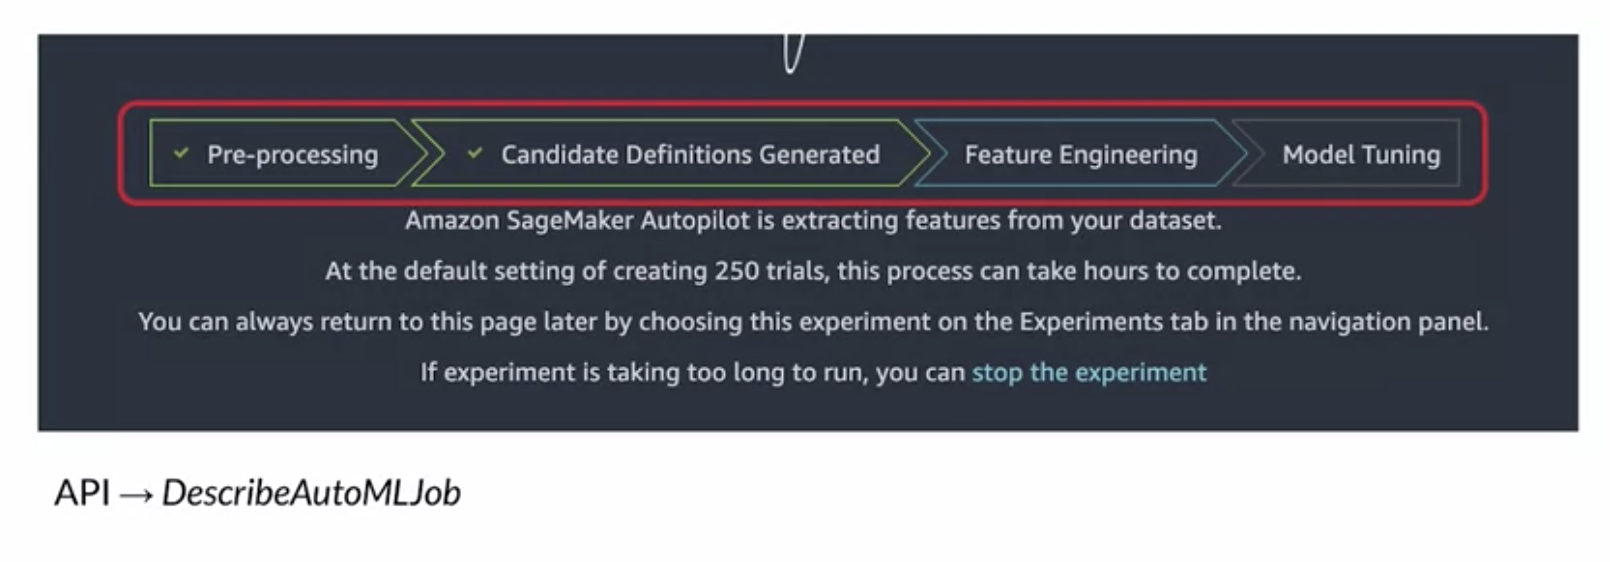 Pre-processing Candidate Definitions Generated Feature Engineering Model Tuning
Amazon SageMaker Autopilot is extracting features from your dataset.
At the default setting of creating 250 trials, this process can take hours to complete.
You can always return to this page later by choosing this experiment on the Experiments tab in the navigation panel.
If experiment is taking too long to run, you can stop the experiment
API → DescribeAutoMLJob